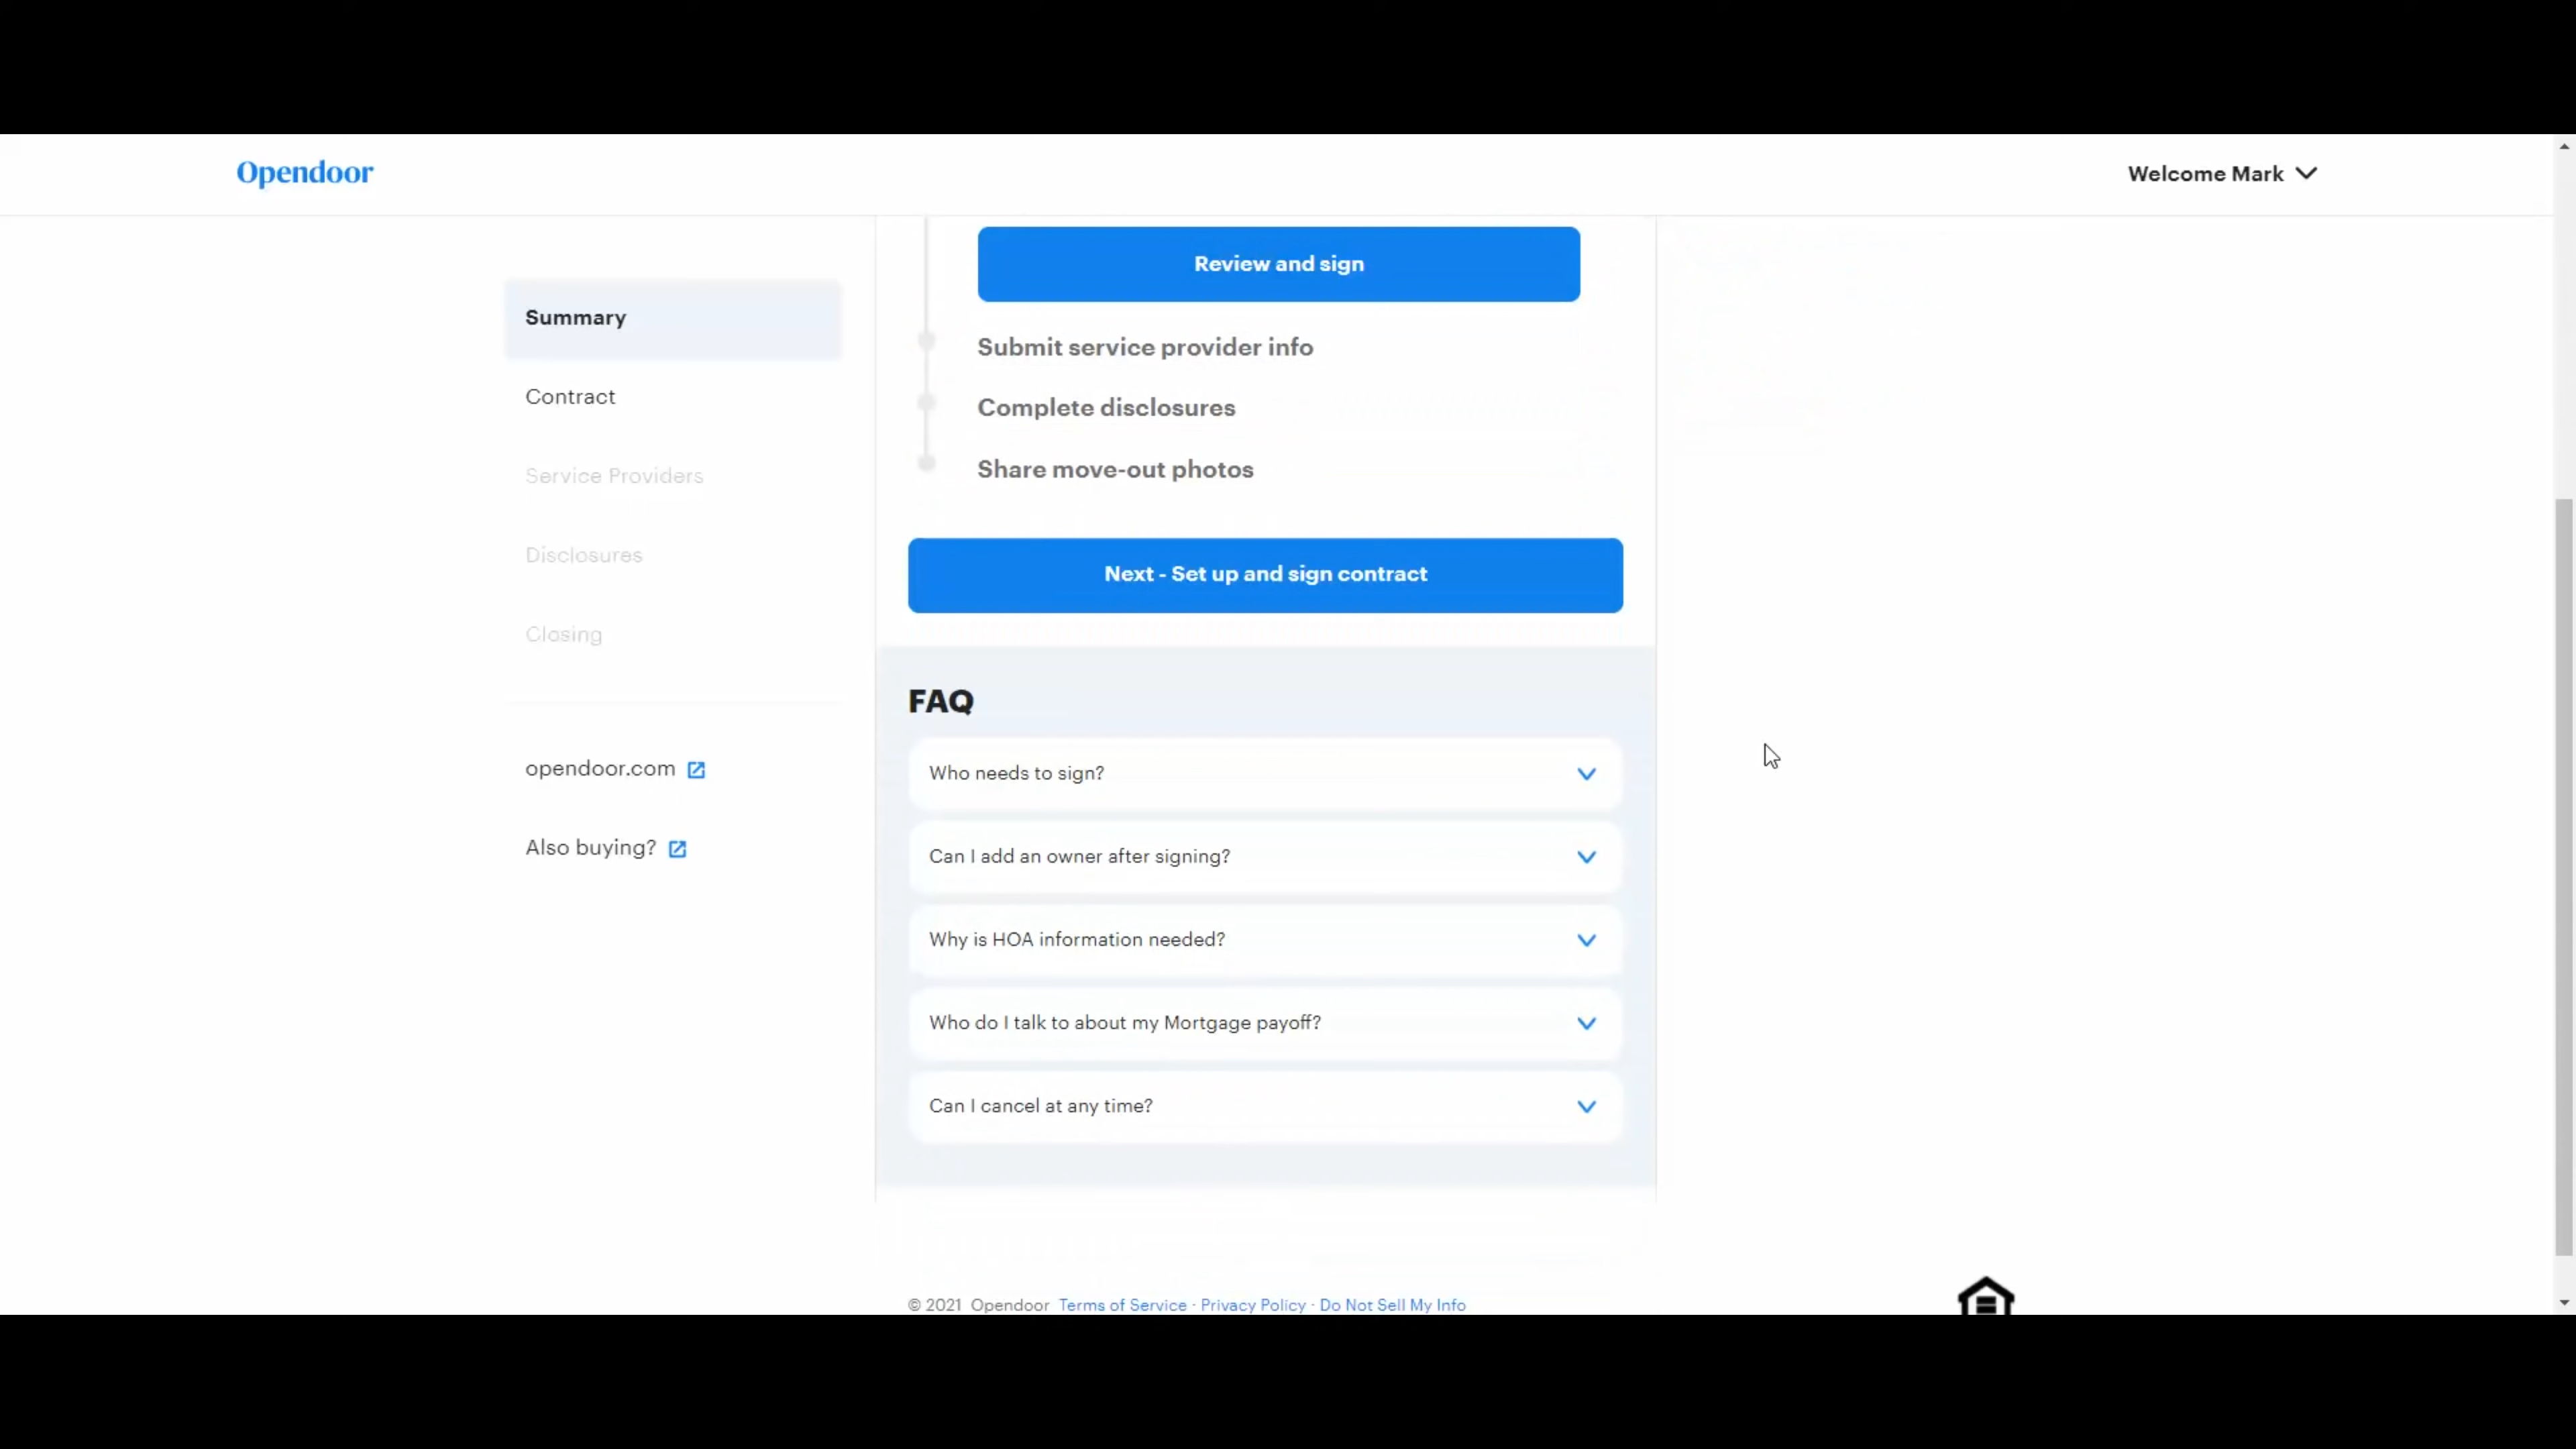 Opendoor
Welcome Mark
Summary
Contract
Service Providers
Disclosures
Closing
opendoor.com
Also buying?
Review and sign
Submit service provider info
Complete disclosures
Share move-out photos
Next - Set up and sign contract
FAQ
Who needs to sign?
Can I add an owner after signing?
Why is HOA information needed?
Who do I talk to about my Mortgage payoff?
Can I cancel at any time?
© 2021 Opendoor Terms of Service · Privacy Policy · Do Not Sell My Info